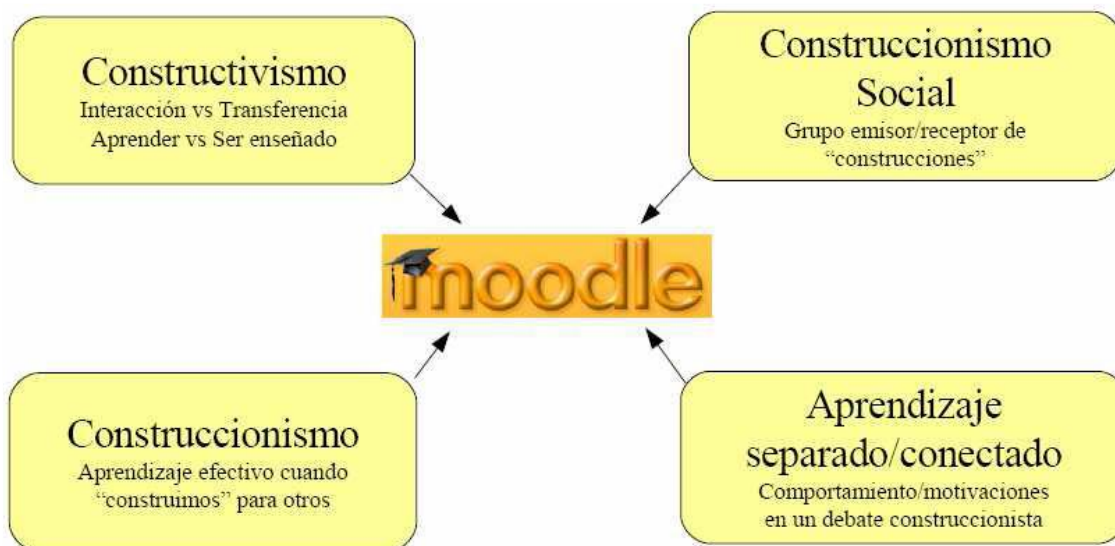 Constructivismo
Interacción vs Transferencia
Aprender vs Ser enseñado
Construccionismo
Social
Grupo emisor/receptor de
“construcciones”
moodle
Construccionismo
Aprendizaje efectivo cuando
“construimos” para otros
Aprendizaje
separado/conectado
Comportamiento/motivaciones
en un debate construccionista